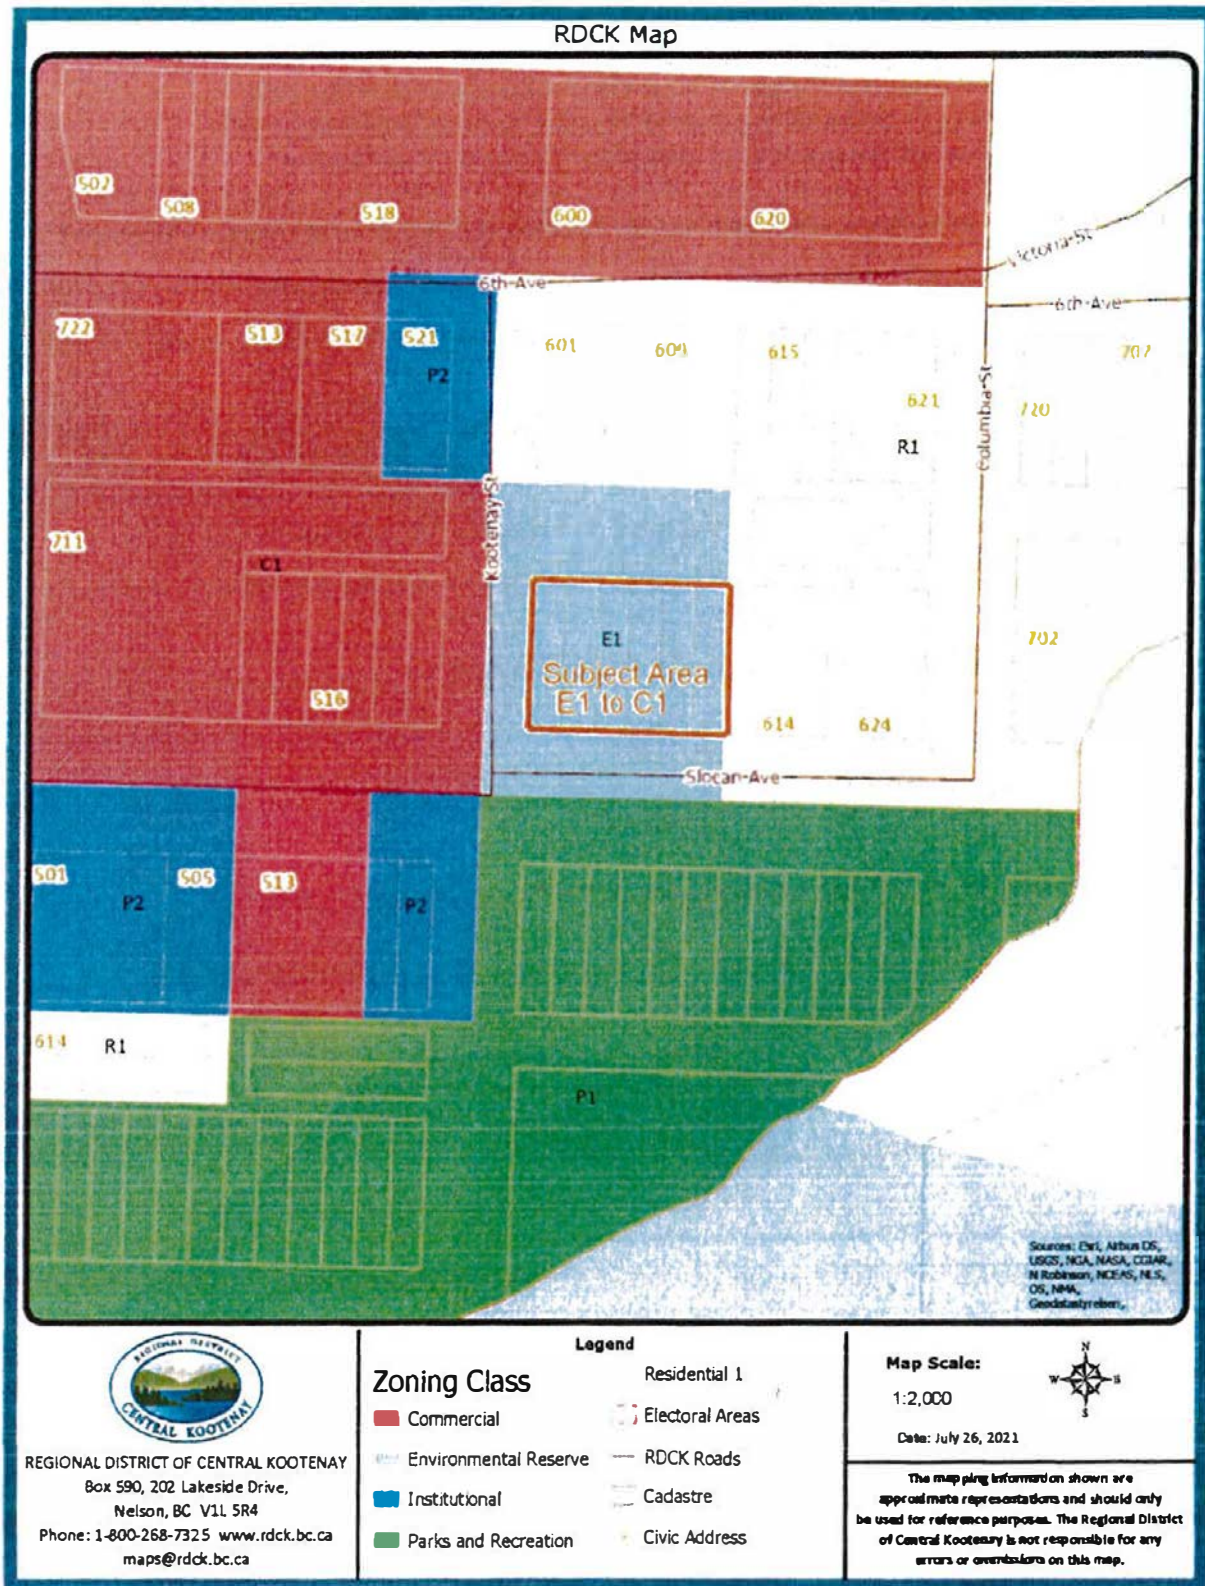 RDCK Map
502
508
518
600
620
Victoria-St
6th-Ave
6th-Ave
722
513
517
521
P2
601
609
615
621
R1
707
720
Columbia-St
Kootenay-St
711
C1
516
E1
Subject Area
E1 to C1
702
614
624
Slocan-Ave
501
P2
505
513
P2
614
R1
P1
Sources: Esri, Airbus DS,
USGS, NGA, NASA, CGIAR,
N Robinson, NCEAS, NLS,
OS, NMA,
Geodatastyrelsen,
REGIONAL DISTRICT
CENTRAL KOOTENAY
REGIONAL DISTRICT OF CENTRAL KOOTENAY
Box 590, 202 Lakeside Drive,
Nelson, BC V1L 5R4
Phone: 1-800-268-7325 www.rdck.bc.ca
maps@rdck.bc.ca
Legend
Zoning Class
Commercial
Environmental Reserve
Institutional
Parks and Recreation
Residential 1
Electoral Areas
RDCK Roads
Cadastre
Civic Address
Map Scale:
1:2,000
N
W E
S
Date: July 26, 2021
The mapping information shown are
approximate representations and should only
be used for reference purposes. The Regional District
of Central Kootenay is not responsible for any
errors or ommissions on this map.